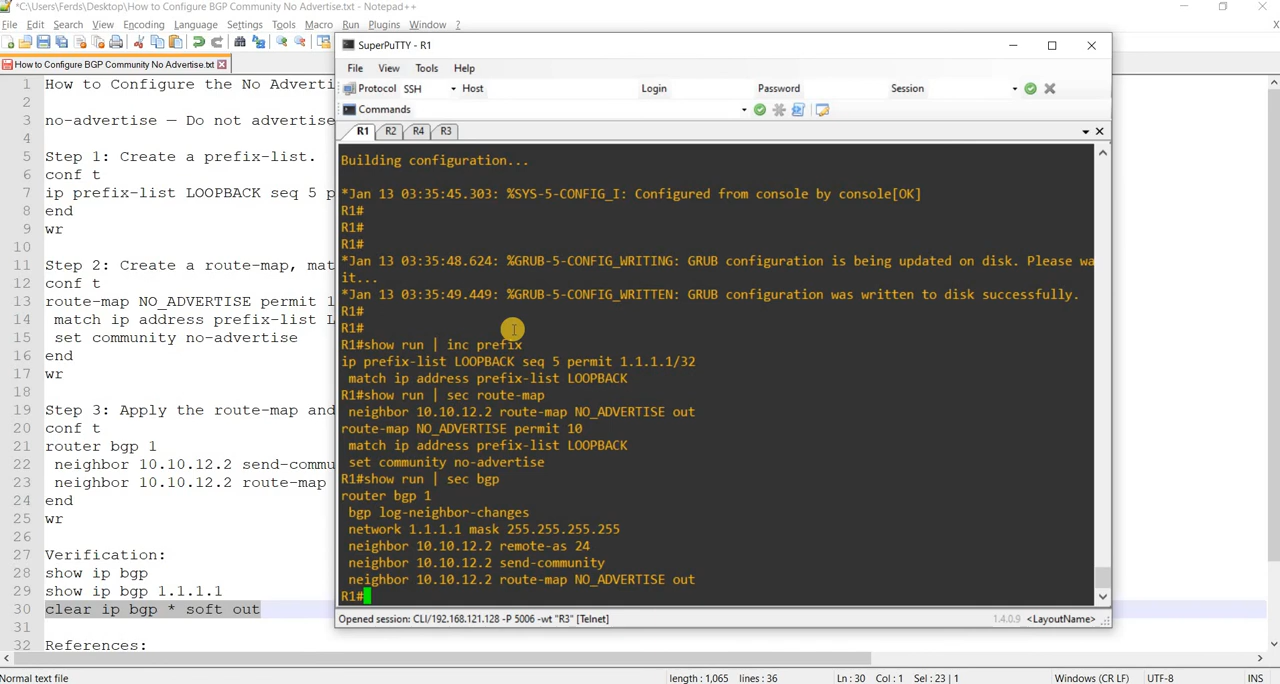 *C:\Users\Ferds\Desktop\How to Configure BGP Community No Advertise.txt - Notepad++
File Edit Search View Encoding Language Settings Tools Macro Run Plugins Window ?
How to Configure BGP Community No Advertise.txt
1 How to Configure the No Adverti
2
3 no-advertise — Do not advertise
4
5 Step 1: Create a prefix-list.
6 conf t
7 ip prefix-list LOOPBACK seq 5 p
8 end
9 wr
10
11 Step 2: Create a route-map, mat
12 conf t
13 route-map NO_ADVERTISE permit 1
14 match ip address prefix-list L
15 set community no-advertise
16 end
17 wr
18
19 Step 3: Apply the route-map and
20 conf t
21 router bgp 1
22 neighbor 10.10.12.2 send-commu
23 neighbor 10.10.12.2 route-map
24 end
25 wr
26
27 Verification:
28 show ip bgp
29 show ip bgp 1.1.1.1
30 clear ip bgp * soft out
31
32 References:
SuperPuTTY - R1
File View Tools Help
Protocol SSH Host Login Password Session
Commands
R1 R2 R4 R3
Building configuration...
*Jan 13 03:35:45.303: %SYS-5-CONFIG_I: Configured from console by console[OK]
R1#
R1#
R1#
*Jan 13 03:35:48.624: %GRUB-5-CONFIG_WRITING: GRUB configuration is being updated on disk. Please wa
it...
*Jan 13 03:35:49.449: %GRUB-5-CONFIG_WRITTEN: GRUB configuration was written to disk successfully.
R1#
R1#
R1#show run | inc prefix
ip prefix-list LOOPBACK seq 5 permit 1.1.1.1/32
match ip address prefix-list LOOPBACK
R1#show run | sec route-map
neighbor 10.10.12.2 route-map NO_ADVERTISE out
route-map NO_ADVERTISE permit 10
match ip address prefix-list LOOPBACK
set community no-advertise
R1#show run | sec bgp
router bgp 1
bgp log-neighbor-changes
network 1.1.1.1 mask 255.255.255.255
neighbor 10.10.12.2 remote-as 24
neighbor 10.10.12.2 send-community
neighbor 10.10.12.2 route-map NO_ADVERTISE out
R1#
Opened session: CLI/192.168.121.128 -P 5006 -wt "R3" [Telnet] 1.4.0.9 <LayoutName>
Normal text file length : 1,065 lines : 36 Ln : 30 Col : 1 Sel : 23 | 1 Windows (CR LF) UTF-8 INS